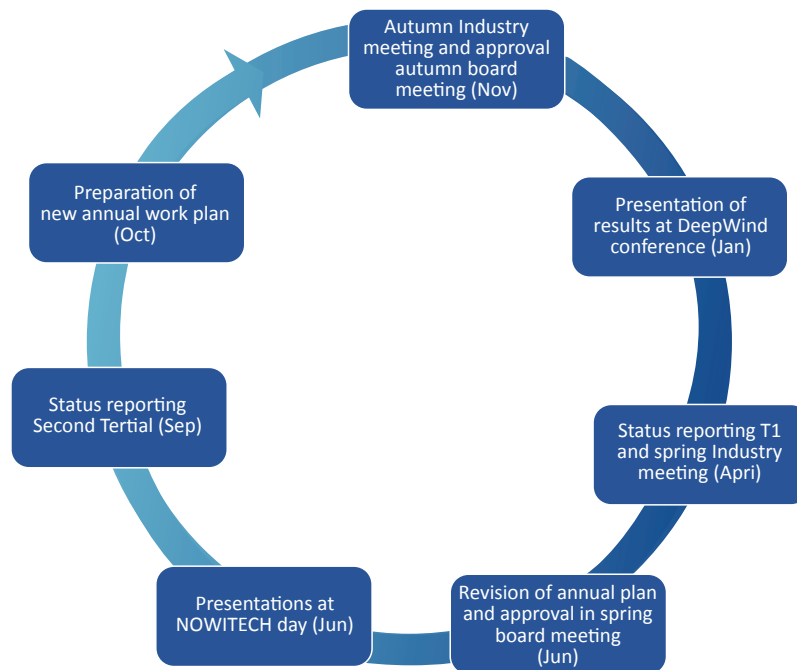 Autumn Industry
meeting and approval
autumn board
meeting (Nov)
Presentation of
results at DeepWind
conference (Jan)
Status reporting T1
and spring Industry
meeting (Apri)
Revision of annual plan
and approval in spring
board meeting
(Jun)
Presentations at
NOWITECH day (Jun)
Status reporting
Second Tertial (Sep)
Preparation of
new annual work plan
(Oct)